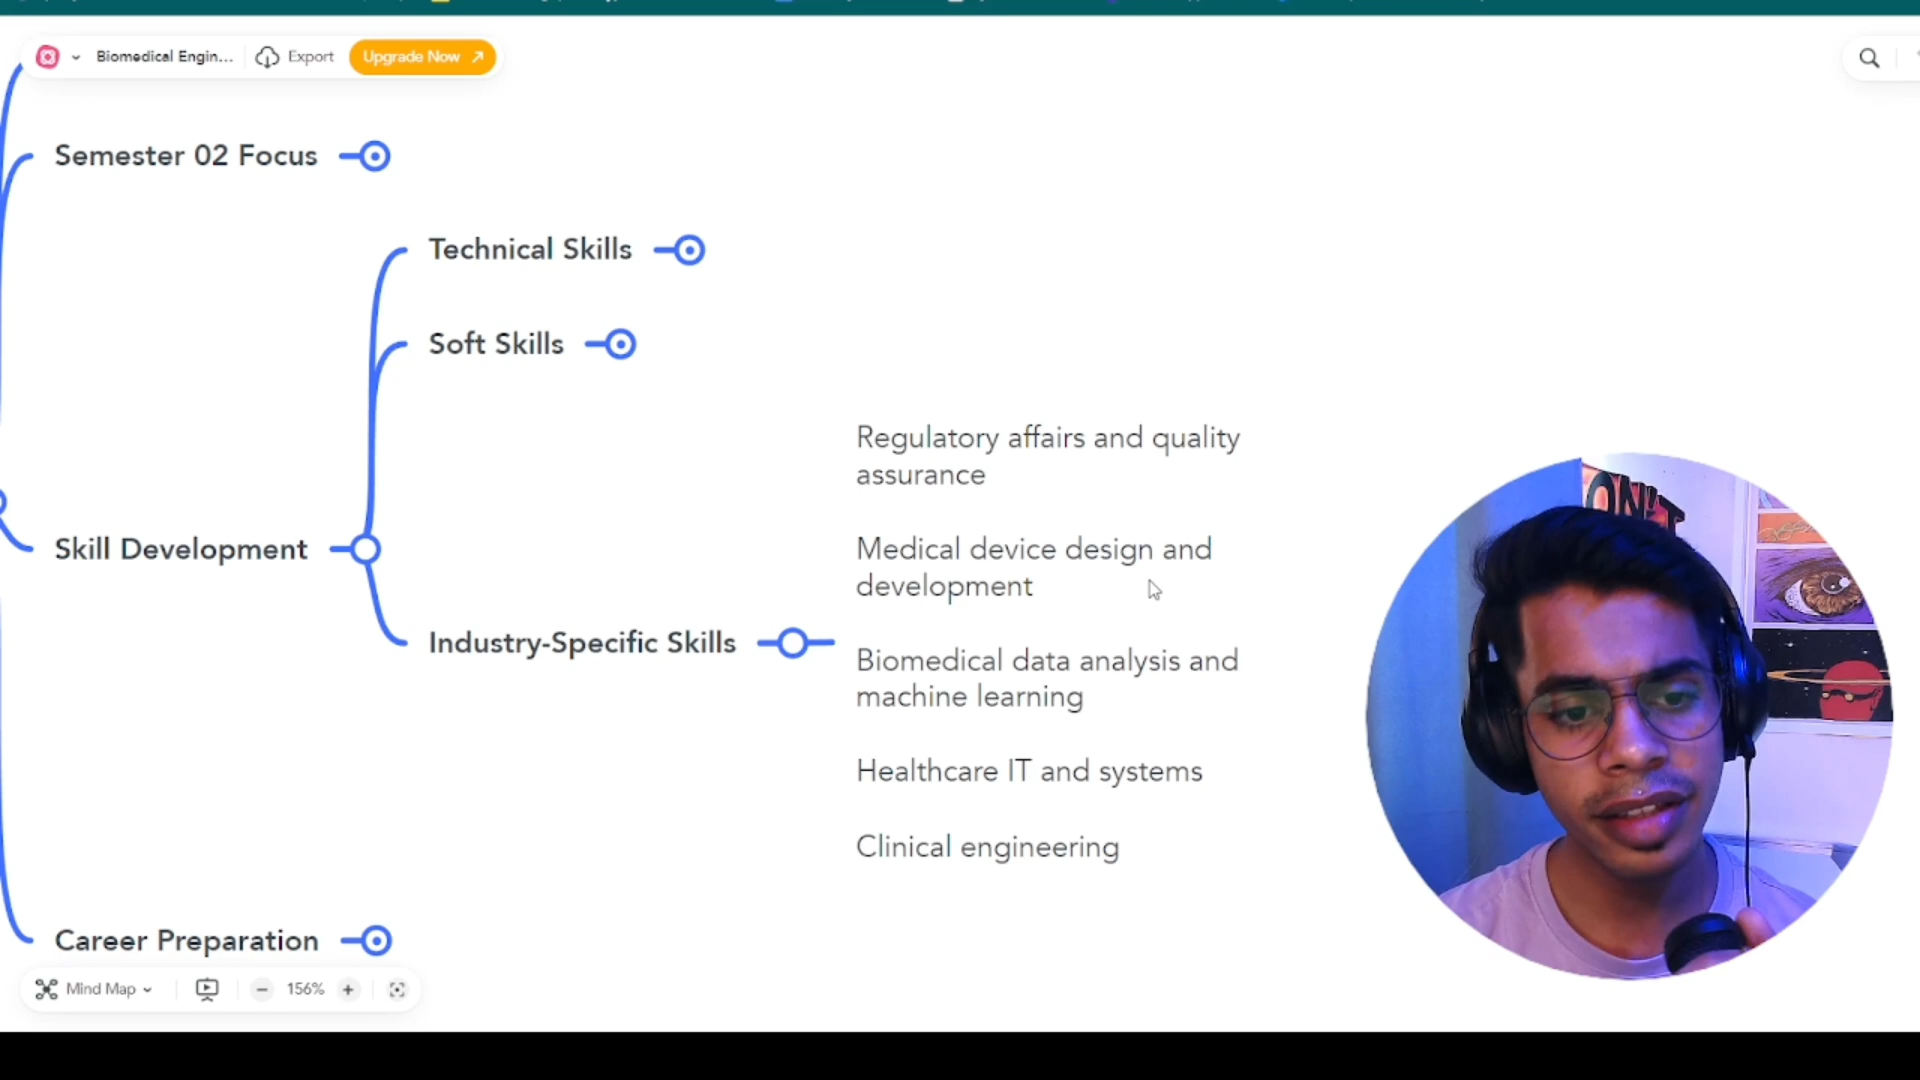 Biomedical Engin...
Export
Upgrade Now
Semester 02 Focus
Technical Skills
Soft Skills
Regulatory affairs and quality
assurance
Medical device design and
development
Skill Development
Industry-Specific Skills
Biomedical data analysis and
machine learning
Healthcare IT and systems
Clinical engineering
Career Preparation
Mind Map
156%
ON'T